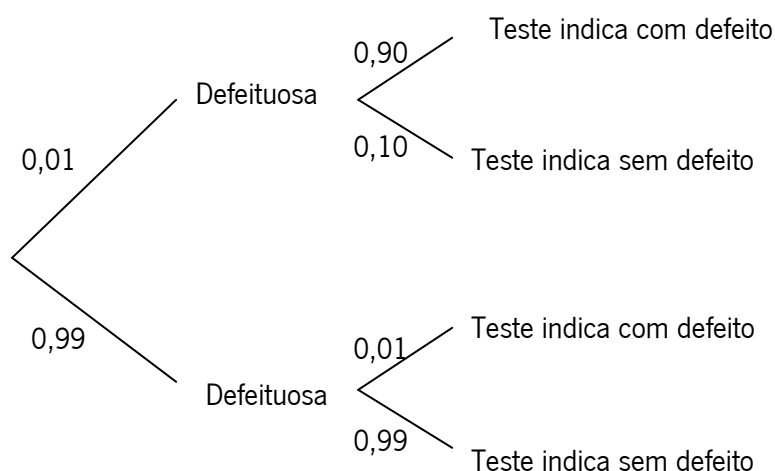 Teste indica com defeito
0,90
Defeituosa
0,10
Teste indica sem defeito
0,01
0,99
Teste indica com defeito
0,01
Defeituosa
0,99
Teste indica sem defeito